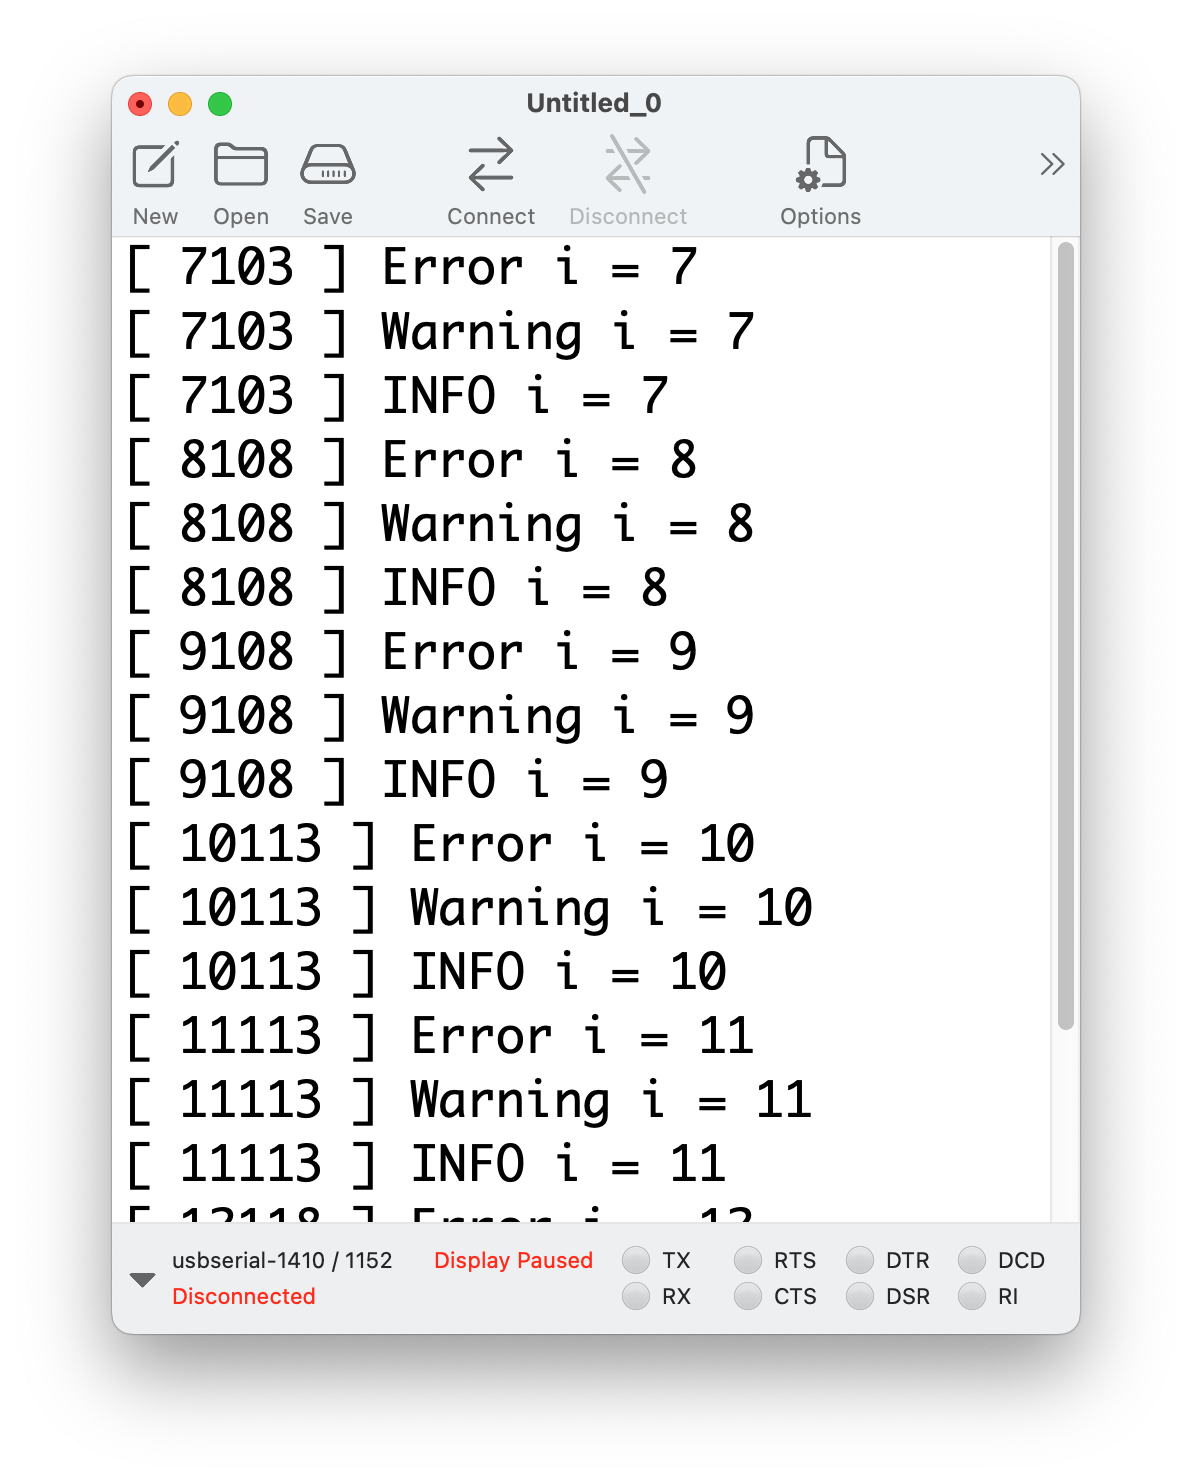 Untitled_0
New Open Save Connect Disconnect Options
[ 7103 ] Error i = 7
[ 7103 ] Warning i = 7
[ 7103 ] INFO i = 7
[ 8108 ] Error i = 8
[ 8108 ] Warning i = 8
[ 8108 ] INFO i = 8
[ 9108 ] Error i = 9
[ 9108 ] Warning i = 9
[ 9108 ] INFO i = 9
[ 10113 ] Error i = 10
[ 10113 ] Warning i = 10
[ 10113 ] INFO i = 10
[ 11113 ] Error i = 11
[ 11113 ] Warning i = 11
[ 11113 ] INFO i = 11
[ 12118 ] Error i = 12
usbserial-1410 / 1152 Display Paused TX RTS DTR DCD
Disconnected RX CTS DSR RI